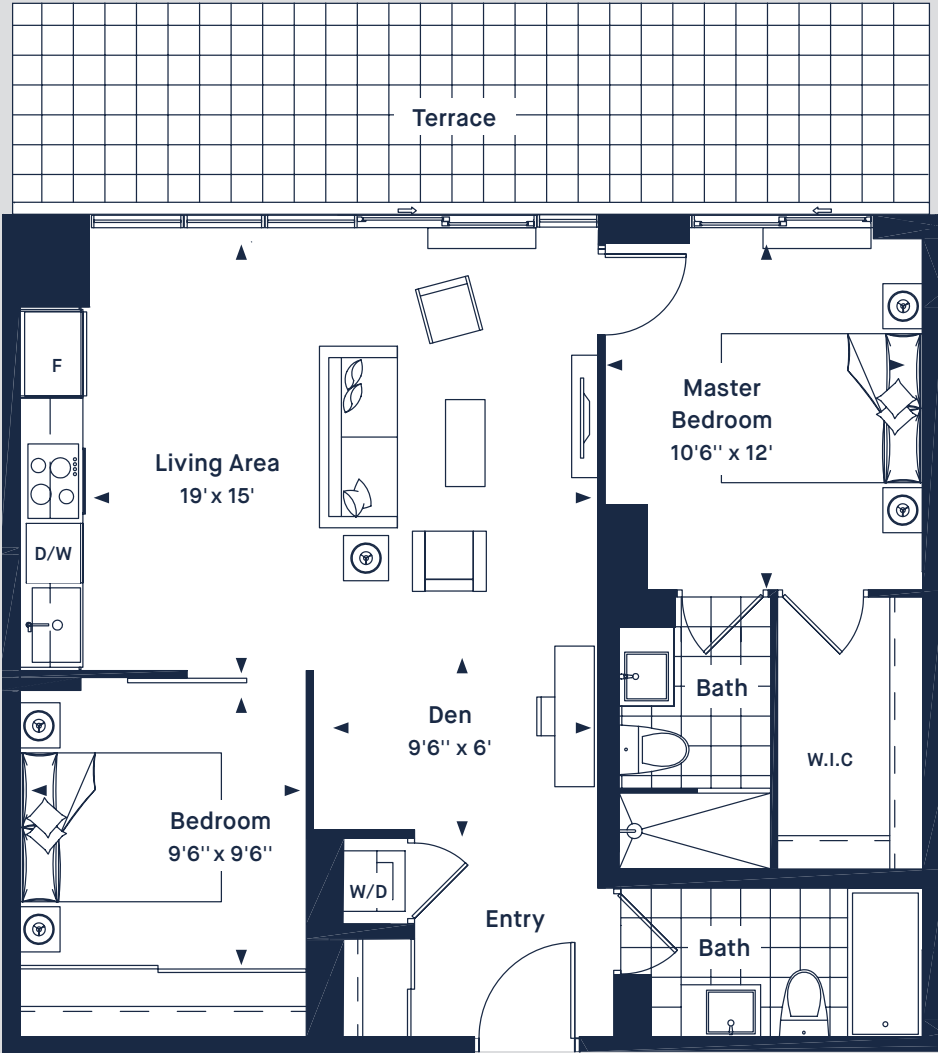 Terrace
F
Master
Bedroom
10'6'' x 12'
Living Area
19' x 15'
D/W
Bath
Den
9'6'' x 6'
W.I.C
Bedroom
9'6'' x 9'6''
W/D
Entry
Bath